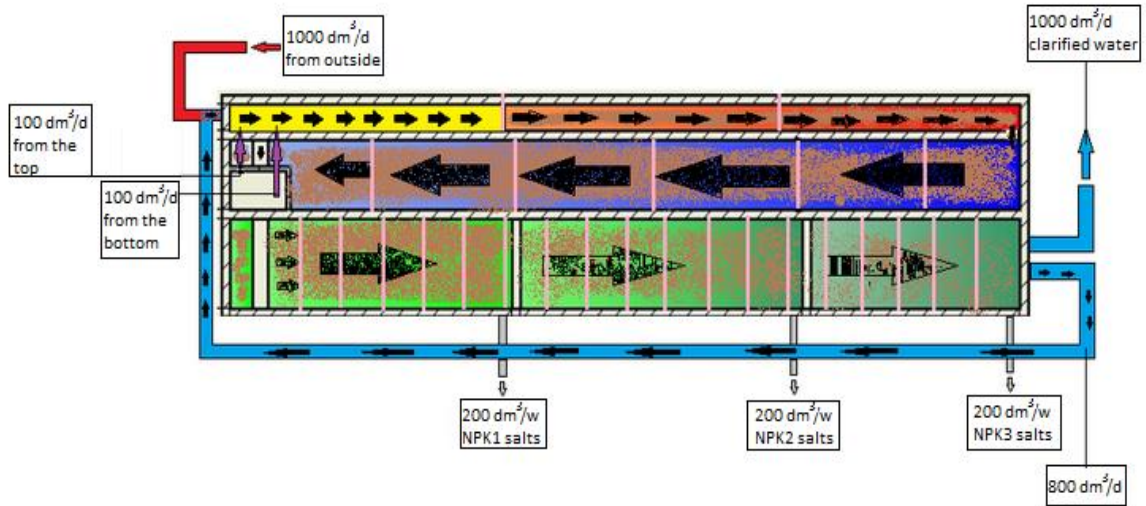 1000 dm³/d
from outside
1000 dm³/d
clarified water
100 dm³/d
from the
top
100 dm³/d
from the
bottom
200 dm³/w
NPK1 salts
200 dm³/w
NPK2 salts
200 dm³/w
NPK3 salts
800 dm³/d